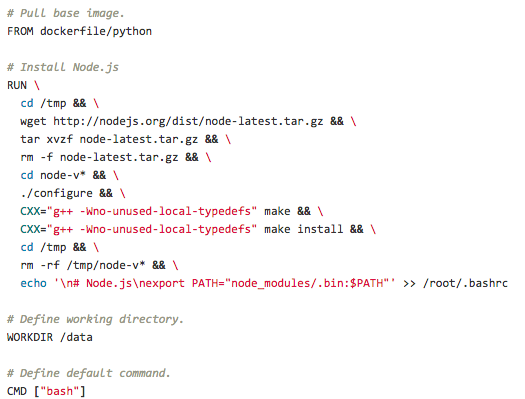 # Pull base image.
FROM dockerfile/python

# Install Node.js
RUN \
  cd /tmp && \
  wget http://nodejs.org/dist/node-latest.tar.gz && \
  tar xvzf node-latest.tar.gz && \
  rm -f node-latest.tar.gz && \
  cd node-v* && \
  ./configure && \
  CXX="g++ -Wno-unused-local-typedefs" make && \
  CXX="g++ -Wno-unused-local-typedefs" make install && \
  cd /tmp && \
  rm -rf /tmp/node-v* && \
  echo '\n# Node.js\nexport PATH="node_modules/.bin:$PATH"' >> /root/.bashrc

# Define working directory.
WORKDIR /data

# Define default command.
CMD ["bash"]